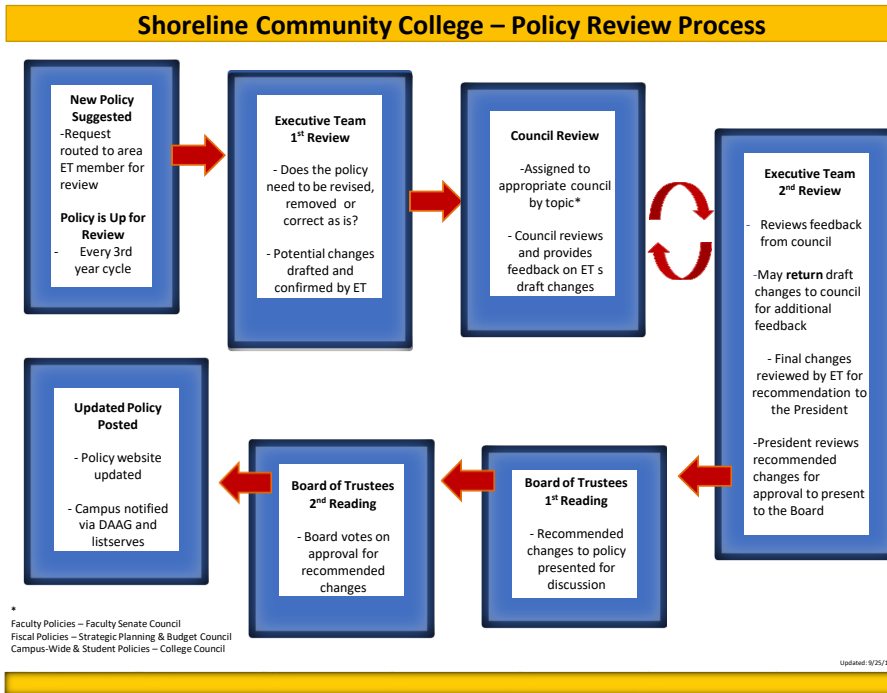 Shoreline Community College – Policy Review Process
New Policy
Suggested
-Request
routed to area
ET member for
review
Policy is Up for
Review
- Every 3rd
year cycle
Executive Team
1st Review
- Does the policy
need to be revised,
removed or
correct as is?
- Potential changes
drafted and
confirmed by ET
Council Review
-Assigned to
appropriate council
by topic*
- Council reviews
and provides
feedback on ET s
draft changes
Executive Team
2nd Review
- Reviews feedback
from council
-May return draft
changes to council
for additional
feedback
- Final changes
reviewed by ET for
recommendation to
the President
-President reviews
recommended
changes for
approval to present
to the Board
Board of Trustees
1st Reading
- Recommended
changes to policy
presented for
discussion
Board of Trustees
2nd Reading
- Board votes on
approval for
recommended
changes
Updated Policy
Posted
- Policy website
updated
- Campus notified
via DAAG and
listserves
*
Faculty Policies – Faculty Senate Council
Fiscal Policies – Strategic Planning & Budget Council
Campus-Wide & Student Policies – College Council
Updated: 9/25/1